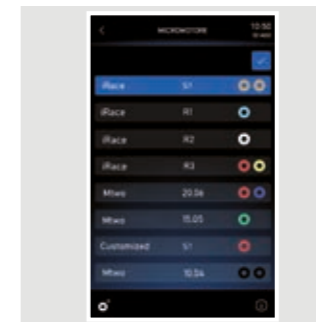 MICROMOTORE 10:50
iRace S1
iRace R1
iRace R2
iRace R3
Mtwo 20.06
Mtwo 15.05
Customized S1
Mtwo 10.04